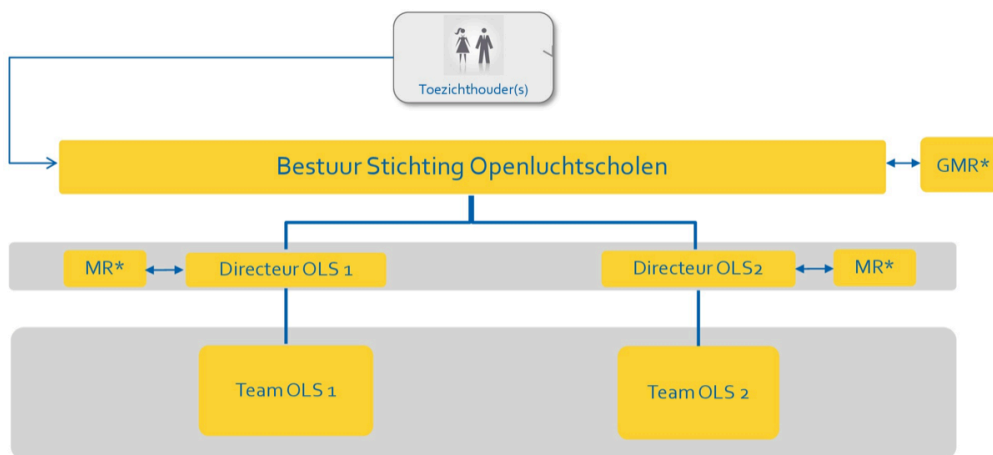 Toezichthouder(s)
Bestuur Stichting Openluchtscholen
GMR*
MR*
Directeur OLS 1
Directeur OLS2
MR*
Team OLS 1
Team OLS 2